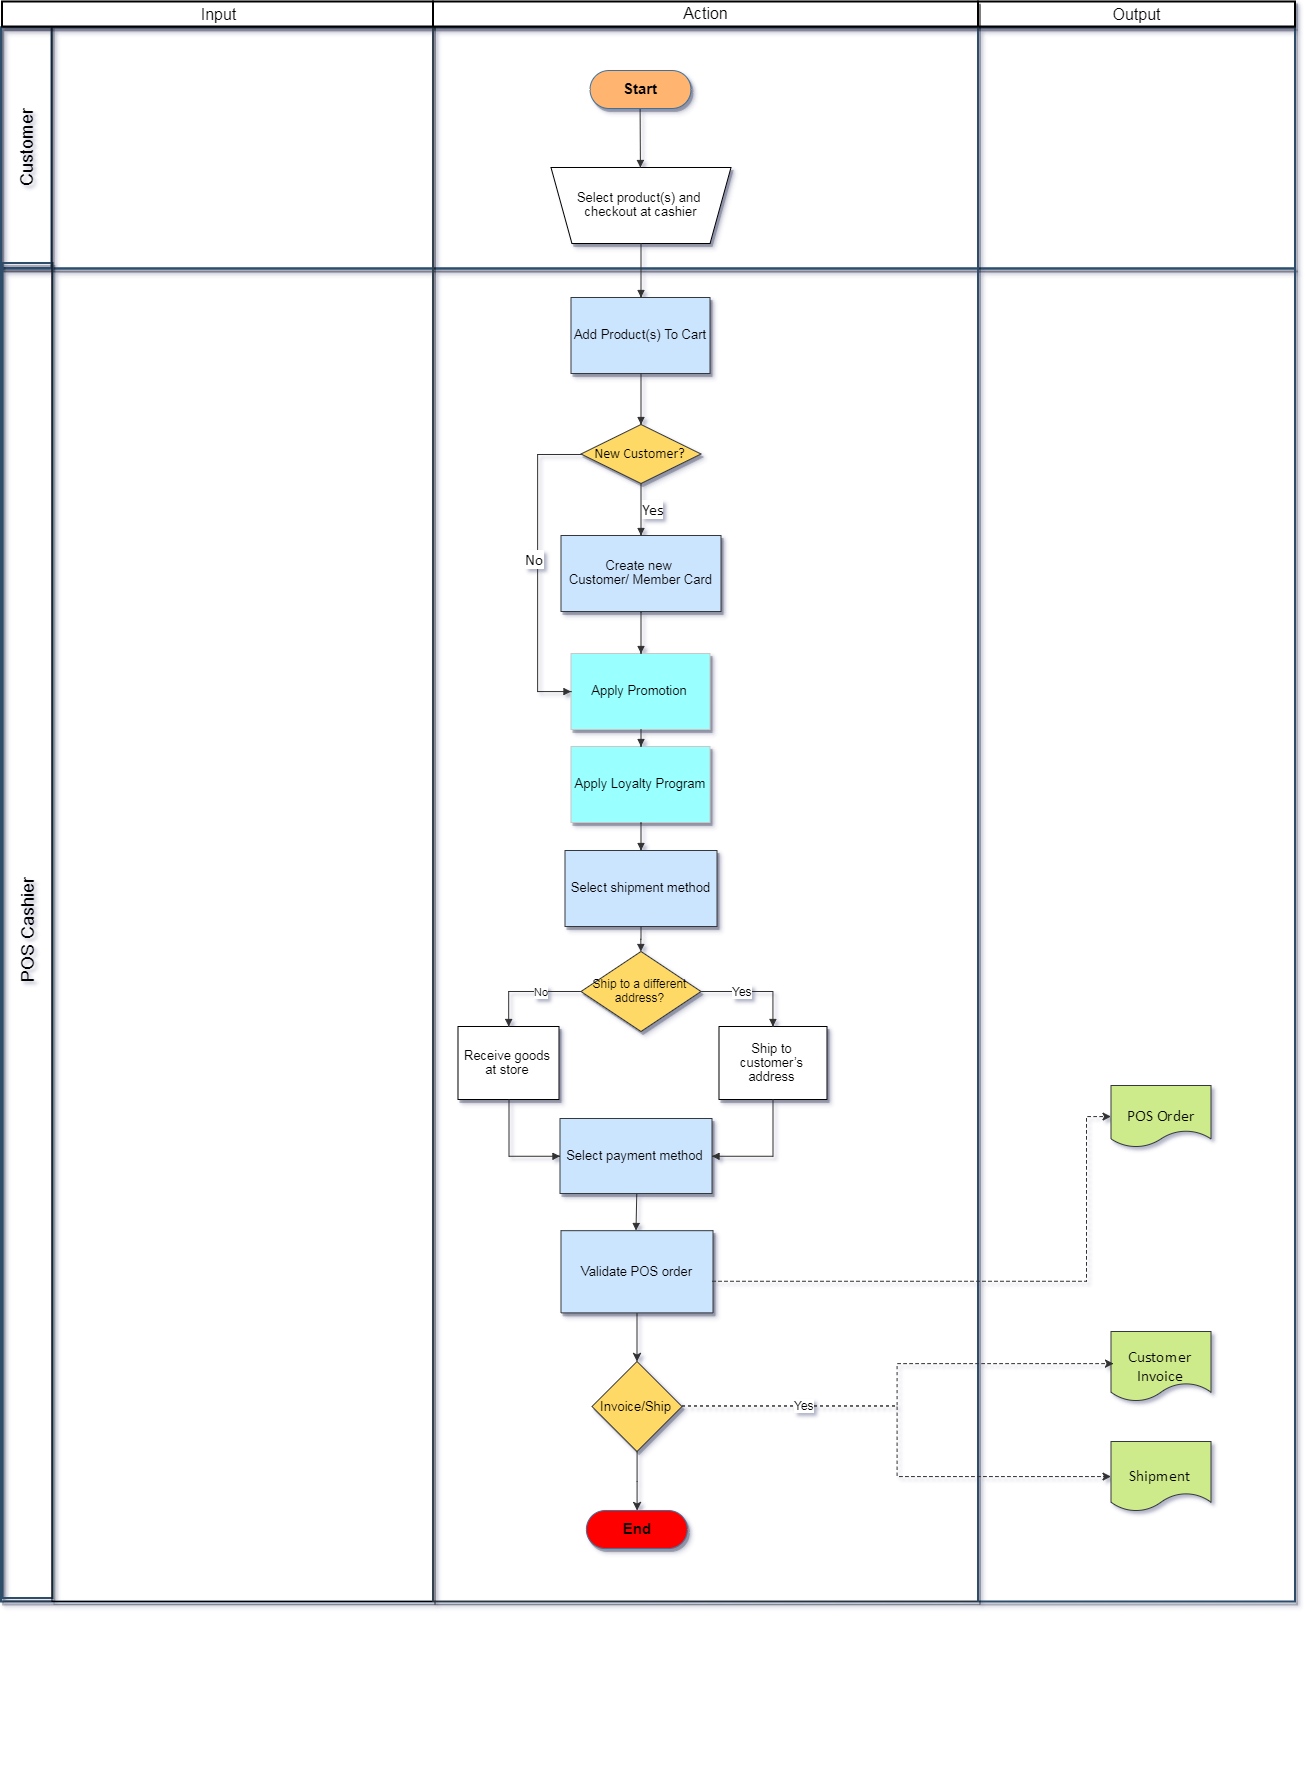 Input
Action
Output
Customer
Start
Select product(s) and
checkout at cashier
POS Cashier
Add Product(s) To Cart
New Customer?
Yes
No
Create new
Customer/ Member Card
Apply Promotion
Apply Loyalty Program
Select shipment method
Ship to a different
address?
No
Yes
Receive goods
at store
Ship to
customer's
address
Select payment method
POS Order
Validate POS order
Customer
Invoice
Invoice/Ship
Yes
Shipment
End